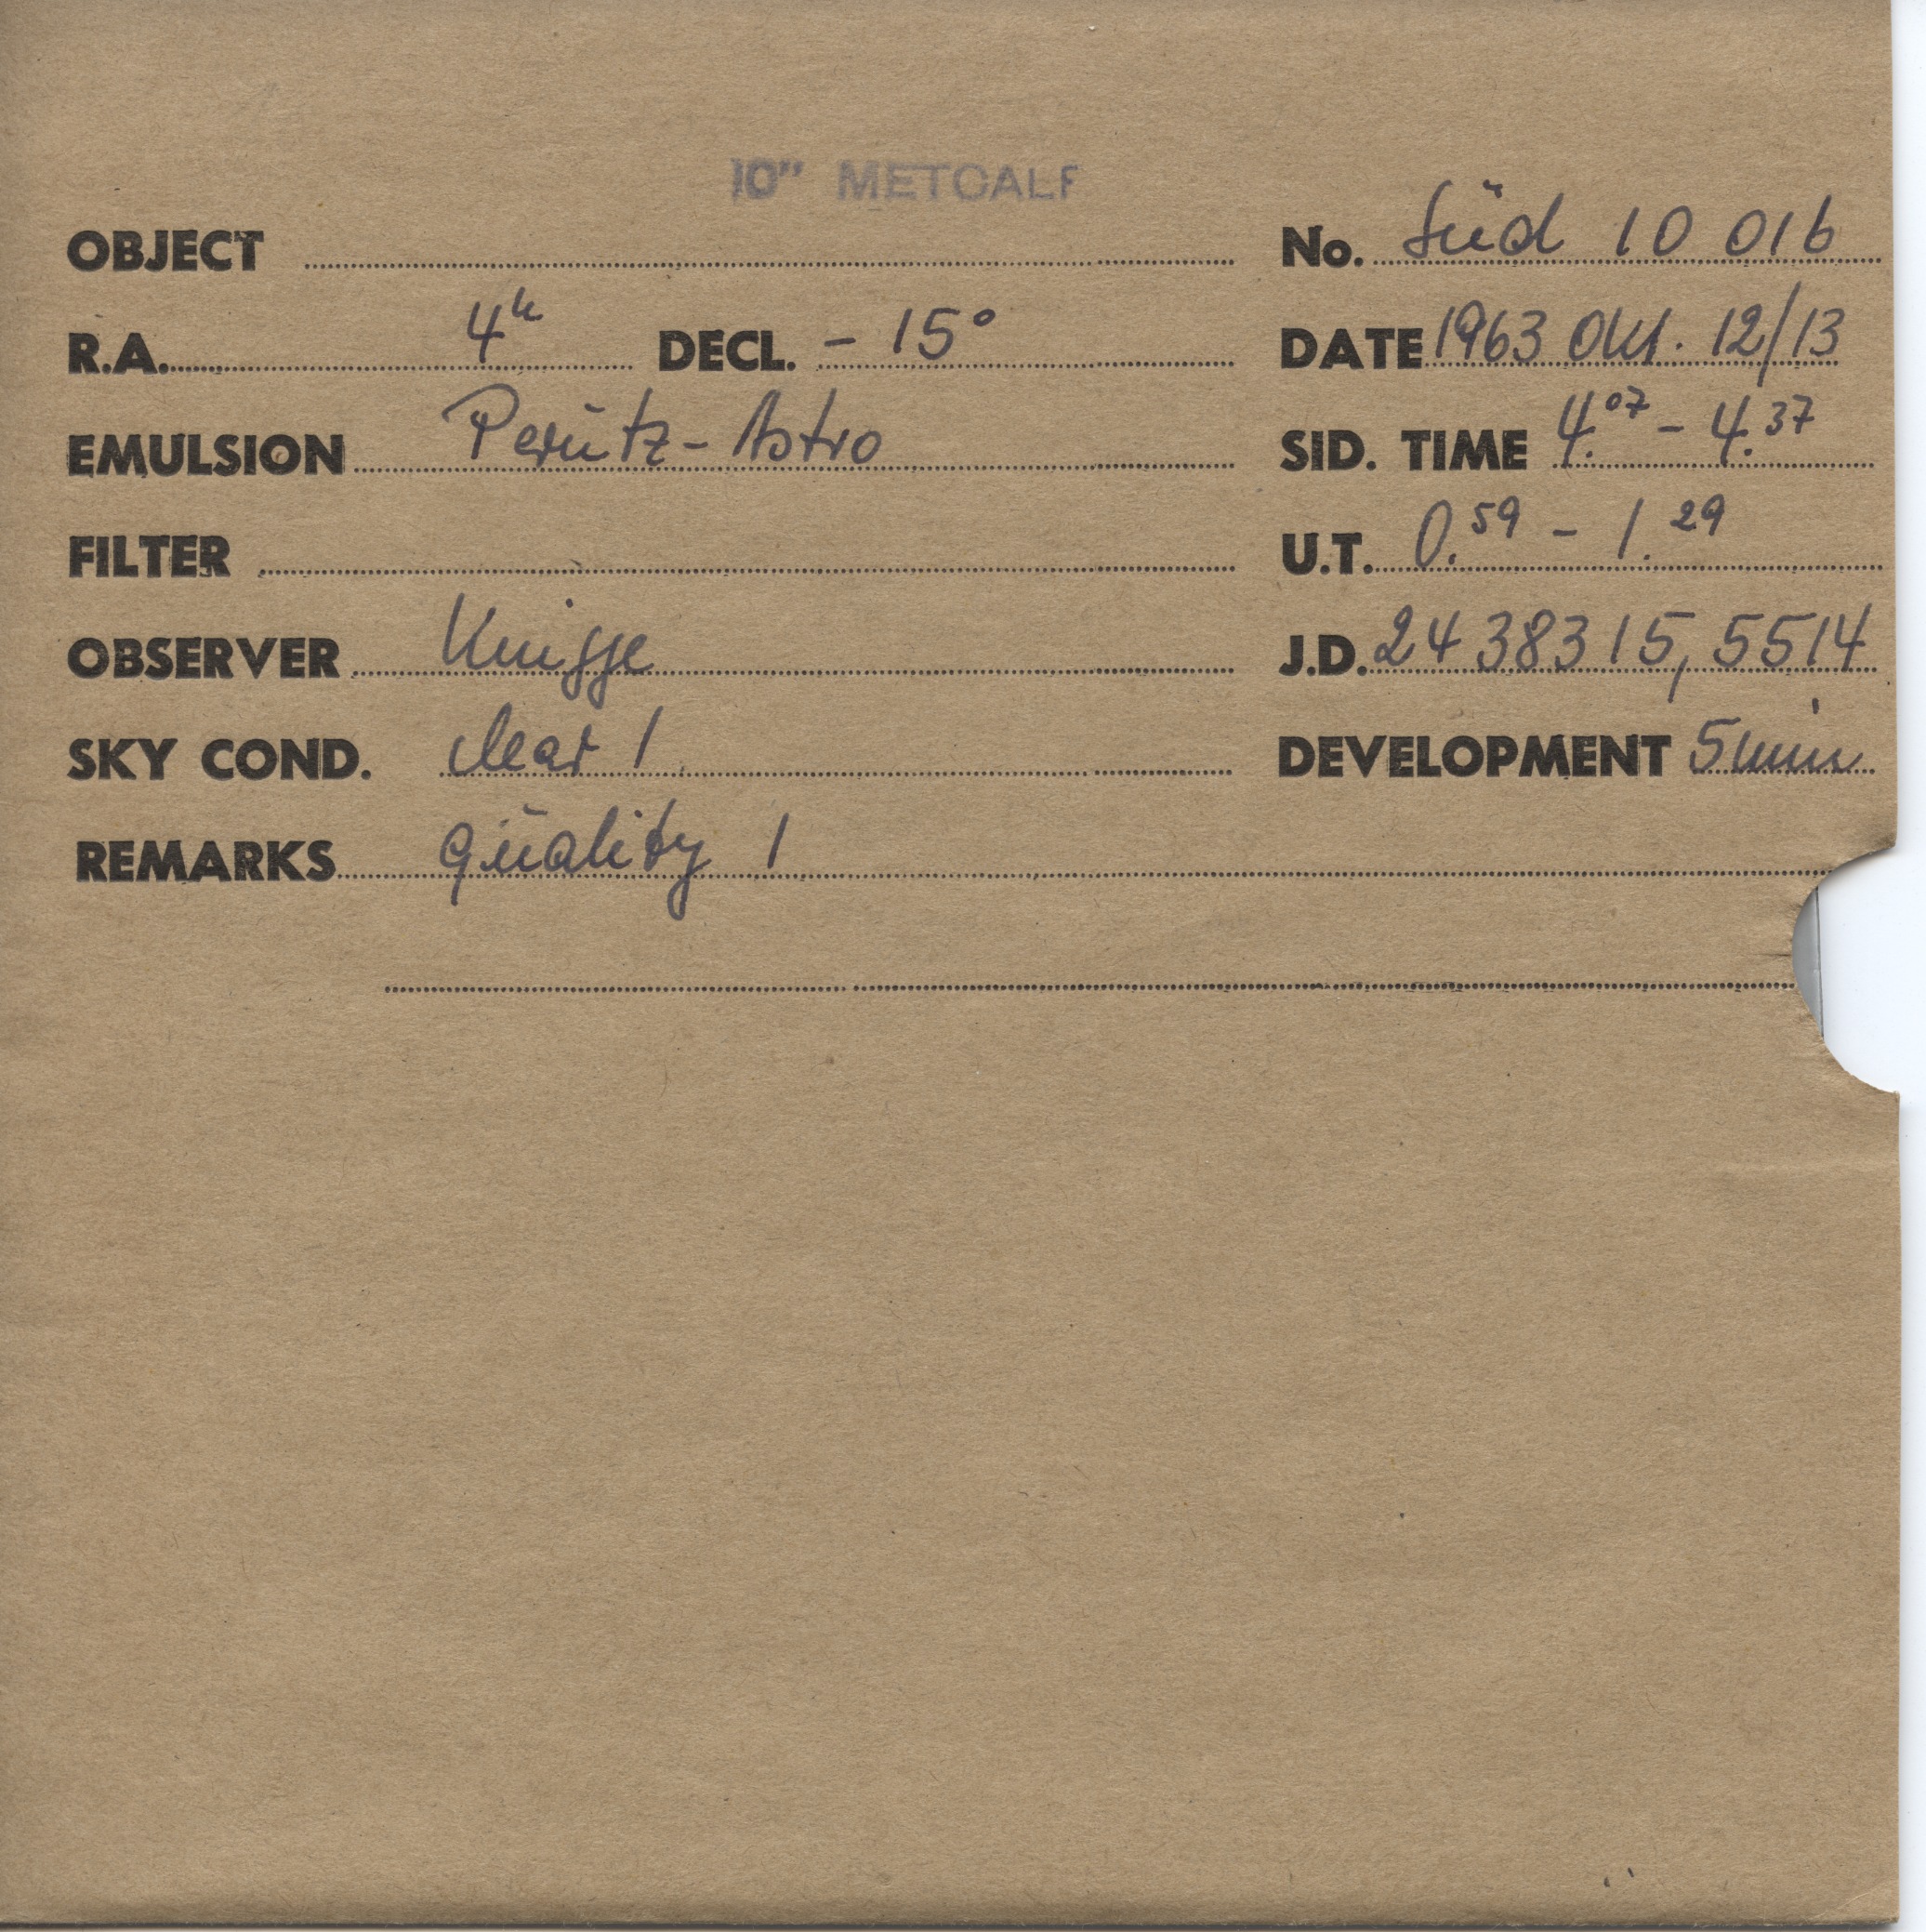 10" METCALF
OBJECT No. Süd 10 016
R.A. 4h DECL. - 15° DATE 1963 Okt. 12/13
EMULSION Perutz-Astro SID. TIME 4.07 - 4.37
FILTER U.T. 0.59 - 1.29
OBSERVER Knigge J.D. 2438315,5514
SKY COND. clear 1 DEVELOPMENT 5 min
REMARKS quality 1